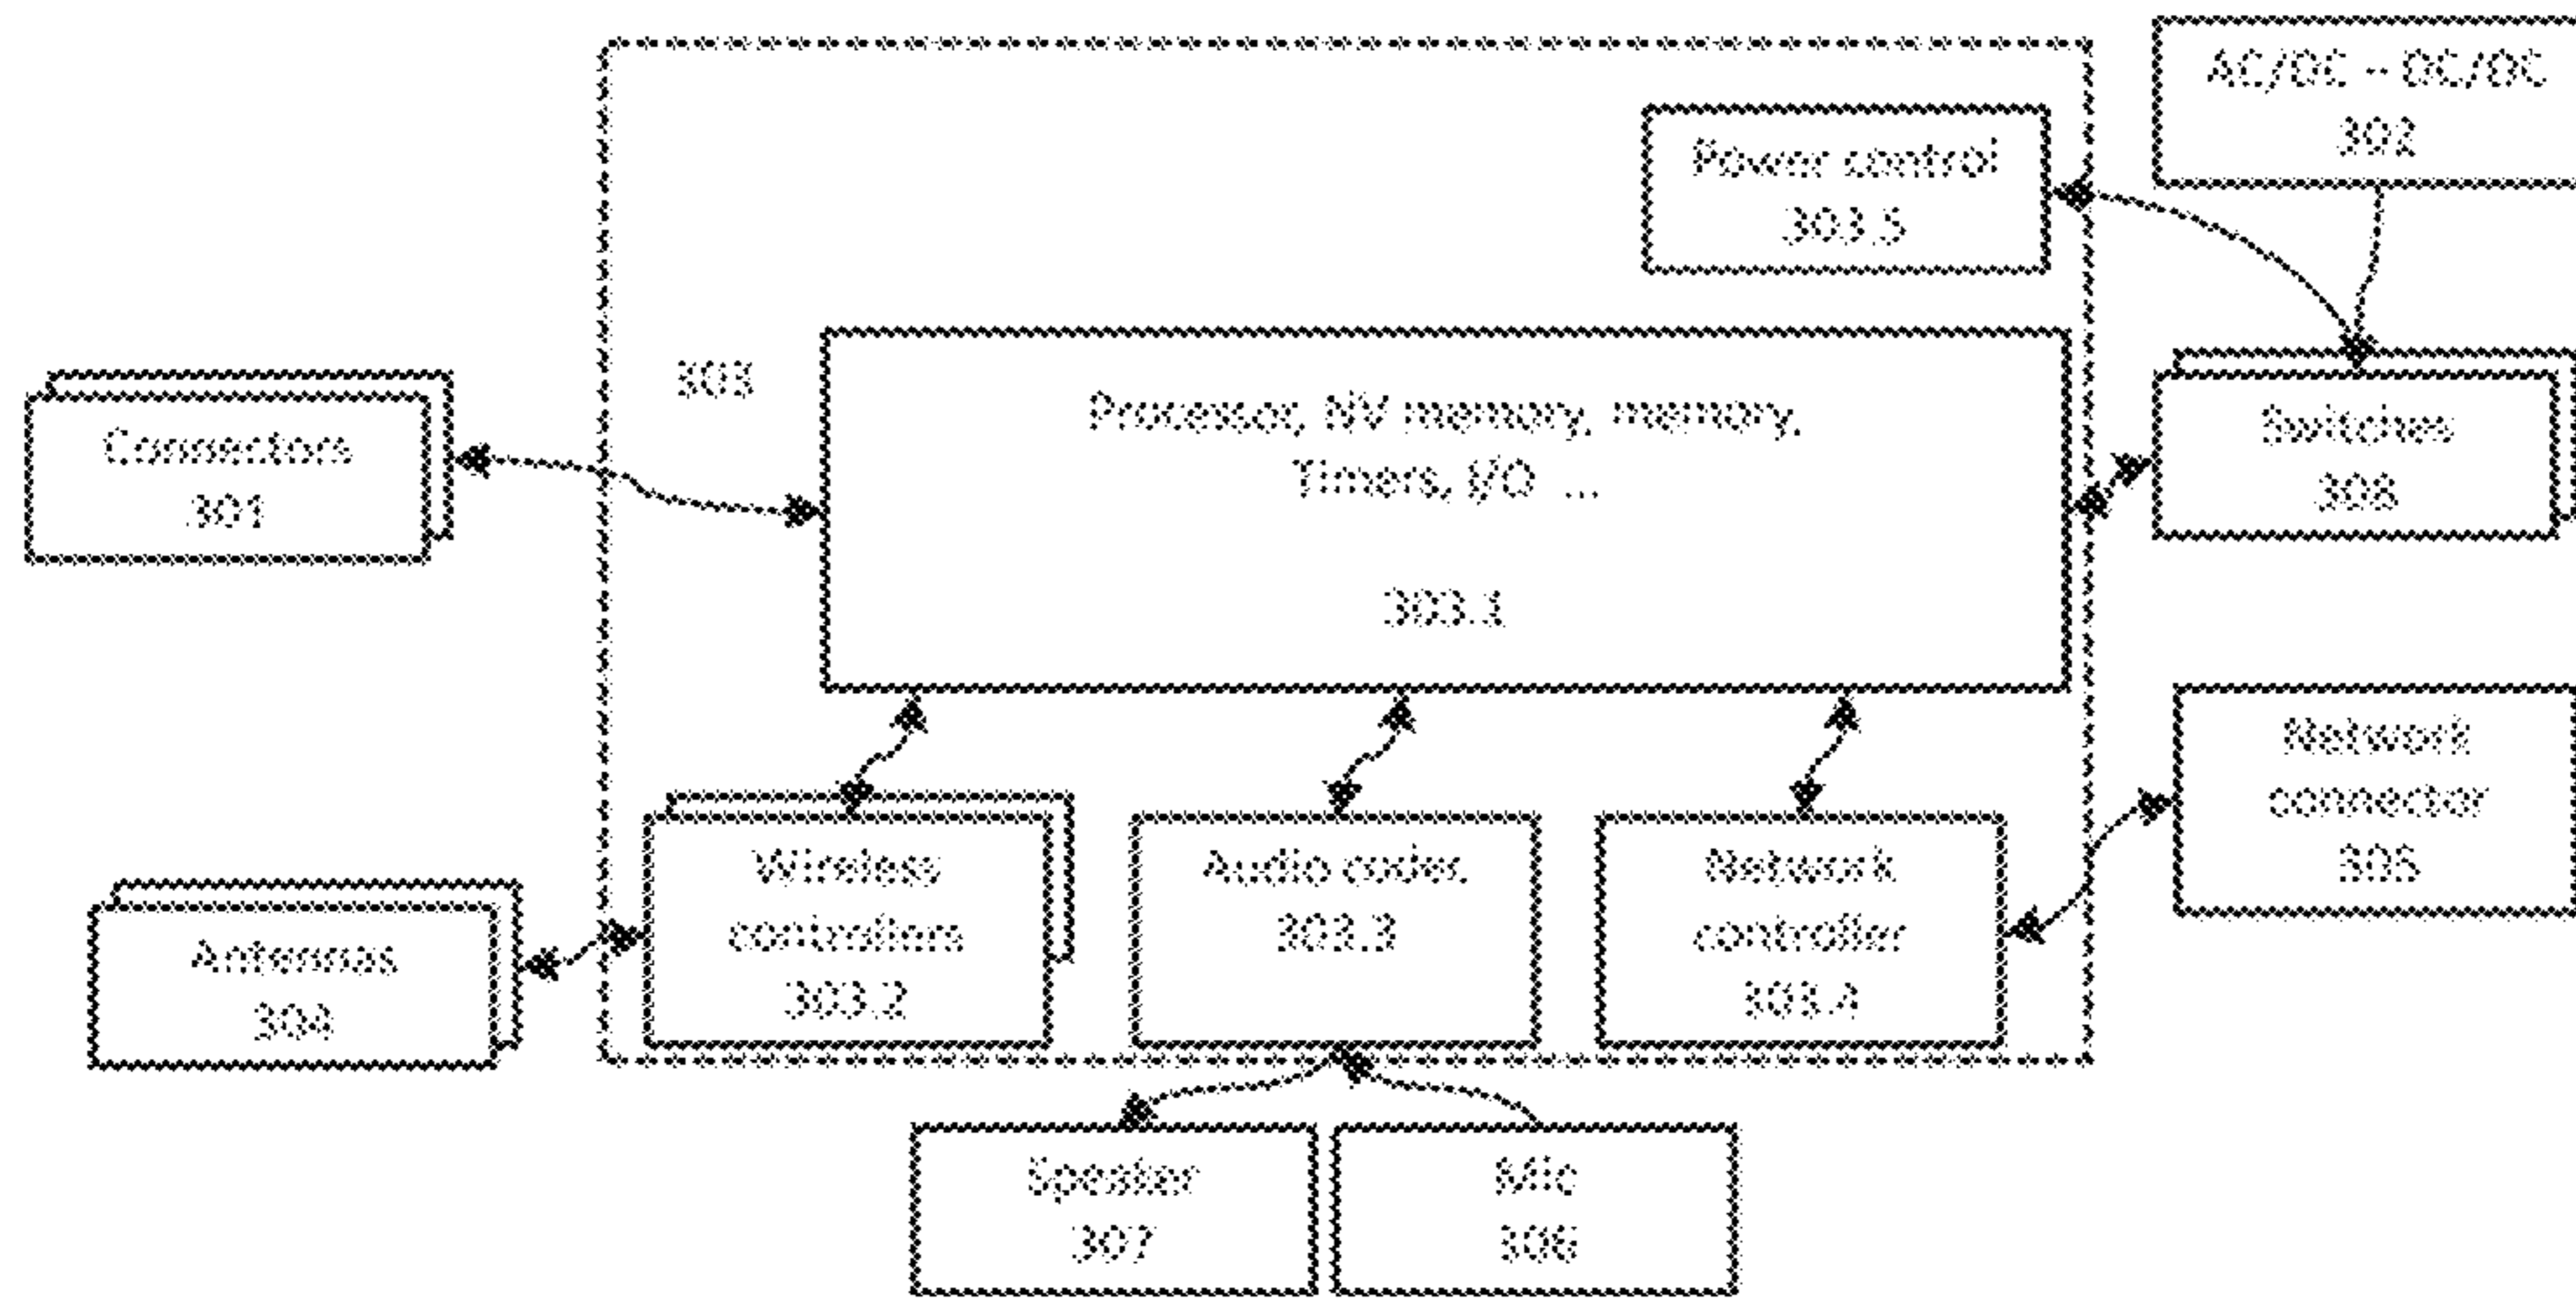 AC/DC - DC/DC
302
Power control
303.5
303
Processor, NV memory, memory,
Timers, I/O ...
303.1
Connectors
301
Switches
308
Network
connector
305
Wireless
controllers
303.2
Audio codec
303.3
Network
controller
303.4
Antennas
304
Speaker
307
Mic
306